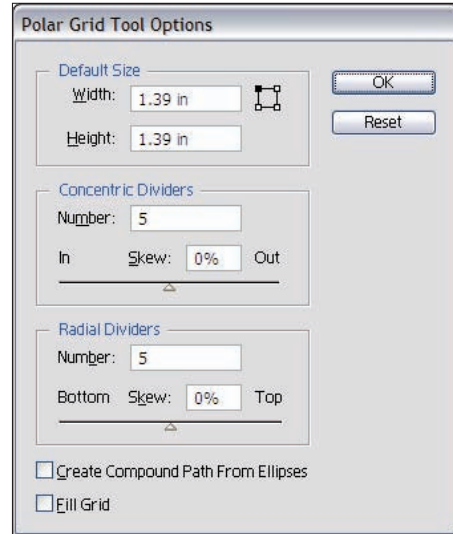 Polar Grid Tool Options
Default Size
Width: 1.39 in
OK
Height: 1.39 in
Reset
Concentric Dividers
Number: 5
In Skew: 0% Out
Radial Dividers
Number: 5
Bottom Skew: 0% Top
Create Compound Path From Ellipses
Fill Grid